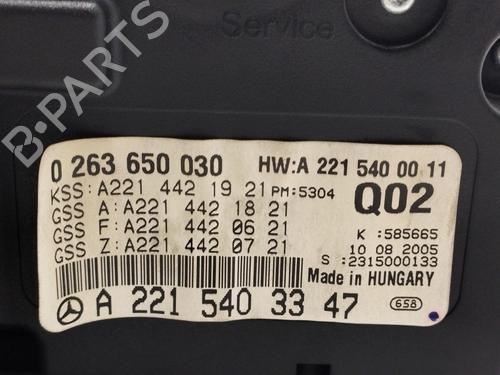 Service
B-PARTS
0 263 650 030 HW:A 221 540 00 11
KSS:A221 442 19 21 PM:5304
GSS A:A221 442 18 21 Q02
GSS F:A221 442 06 21 K :585665
GSS Z:A221 442 07 21 10 08 2005
S :2315000133
Made in HUNGARY
A 221 540 33 47 658